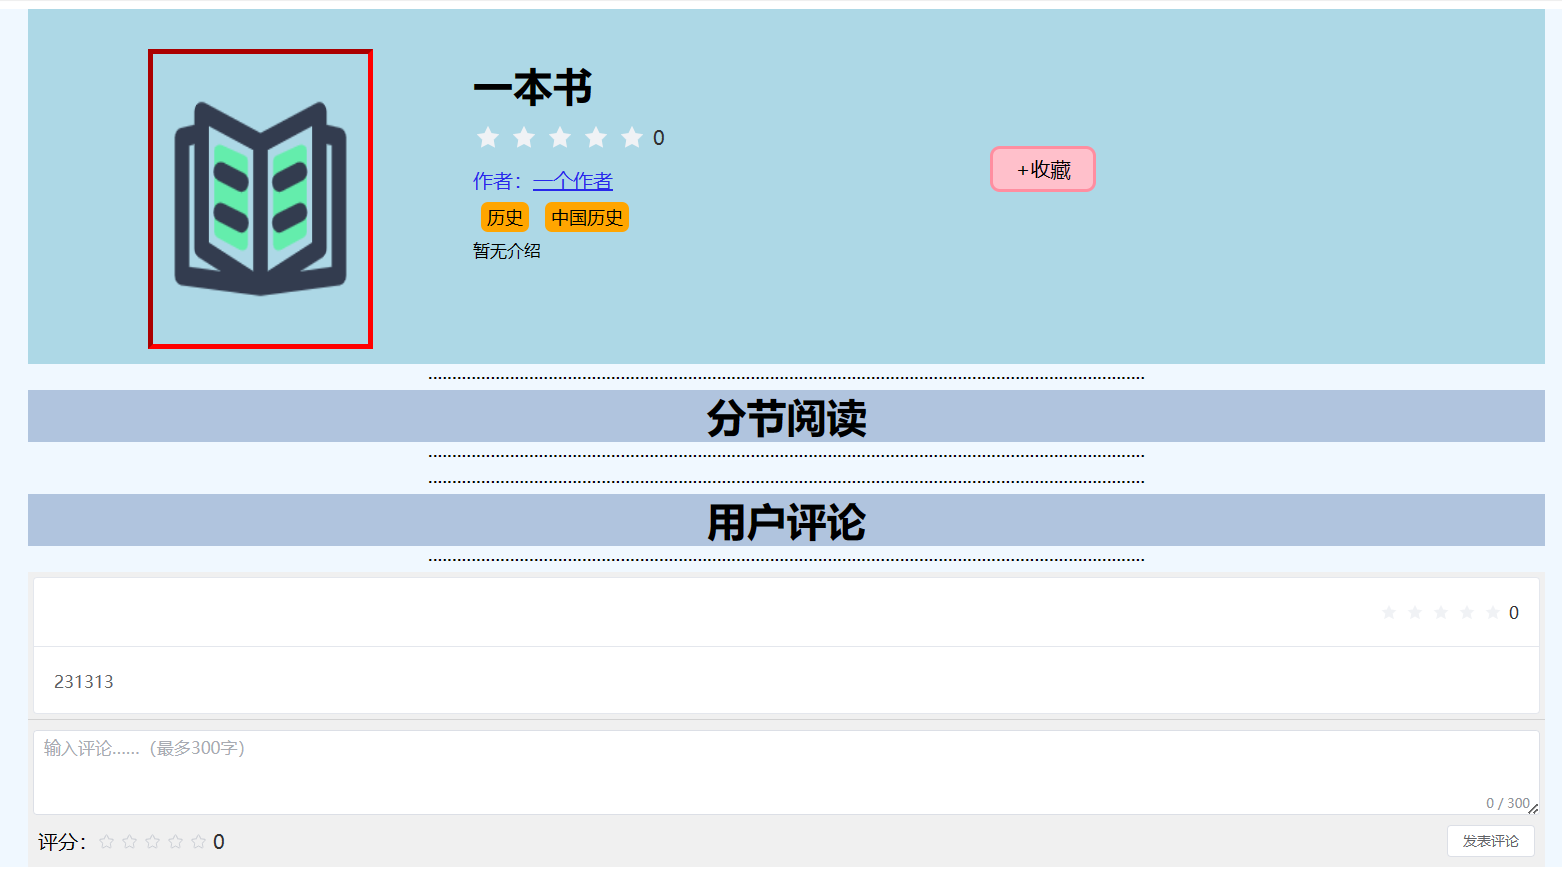 一本书
0
+收藏
作者：一个作者
历史 中国历史
暂无介绍
分节阅读
用户评论
0
231313
输入评论......（最多300字）
0 / 300
评分： 0
发表评论